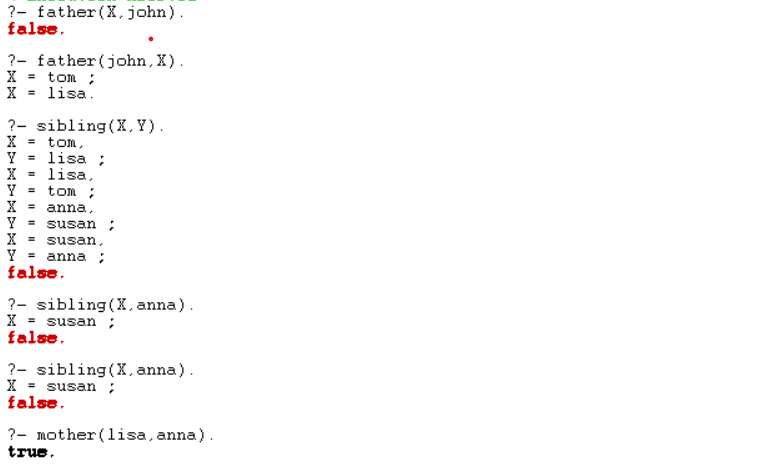 ?- father(X,john).
false.
?- father(john,X).
X = tom ;
X = lisa.
?- sibling(X,Y).
X = tom,
Y = lisa ;
X = lisa,
Y = tom ;
X = anna,
Y = susan ;
X = susan,
Y = anna ;
false.
?- sibling(X,anna).
X = susan ;
false.
?- sibling(X,anna).
X = susan ;
false.
?- mother(lisa,anna).
true.